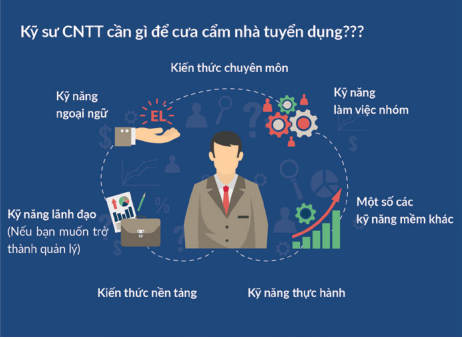 Kỹ sư CNTT cần gì để cưa cẩm nhà tuyển dụng???
Kiến thức chuyên môn
Kỹ năng
ngoại ngữ
EL
Kỹ năng
làm việc nhóm
Kỹ năng lãnh đạo
(Nếu bạn muốn trở
thành quản lý)
Một số các
kỹ năng mềm khác
Kiến thức nền tảng
Kỹ năng thực hành